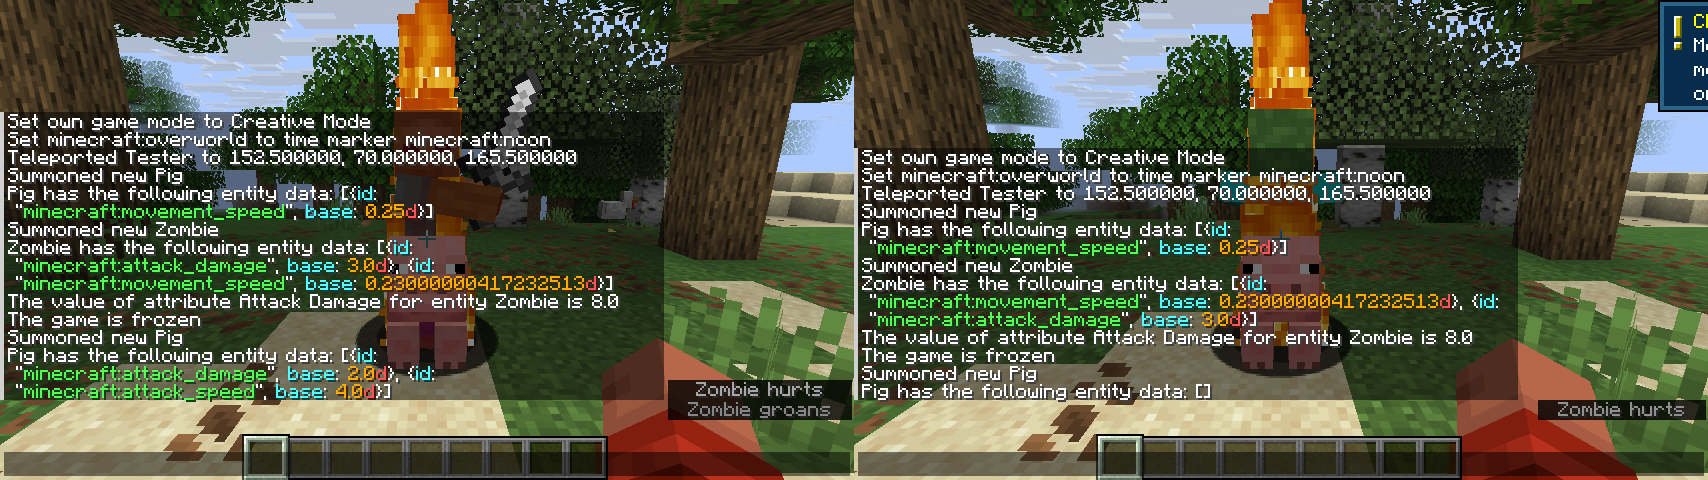 Set own game mode to Creative Mode
Set minecraft:overworld to time marker minecraft:noon
Teleported Tester to 152.500000, 70.000000, 165.500000
Summoned new Pig
Pig has the following entity data: [{id:
"minecraft:movement_speed", base: 0.25d}]
Summoned new Zombie
Zombie has the following entity data: [{id:
"minecraft:attack_damage", base: 3.0d}, {id:
"minecraft:movement_speed", base: 0.23000000417232513d}]
The value of attribute Attack Damage for entity Zombie is 8.0
The game is frozen
Summoned new Pig
Pig has the following entity data: [{id:
"minecraft:attack_damage", base: 2.0d}, {id:
"minecraft:attack_speed", base: 4.0d}]
Zombie hurts
Zombie groans
Set own game mode to Creative Mode
Set minecraft:overworld to time marker minecraft:noon
Teleported Tester to 152.500000, 70.000000, 165.500000
Summoned new Pig
Pig has the following entity data: [{id:
"minecraft:movement_speed", base: 0.25d}]
Summoned new Zombie
Zombie has the following entity data: [{id:
"minecraft:movement_speed", base: 0.23000000417232513d}, {id:
"minecraft:attack_damage", base: 3.0d}]
The value of attribute Attack Damage for entity Zombie is 8.0
The game is frozen
Summoned new Pig
Pig has the following entity data: []
Zombie hurts